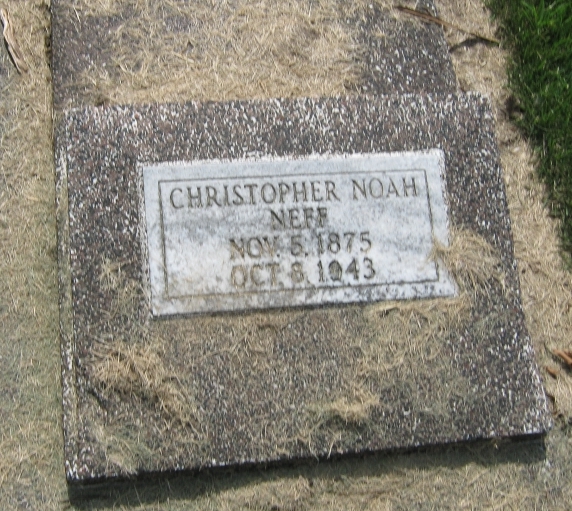 CHRISTOPHER NOAH
NEFF
NOV. 5, 1875
OCT. 8, 1943